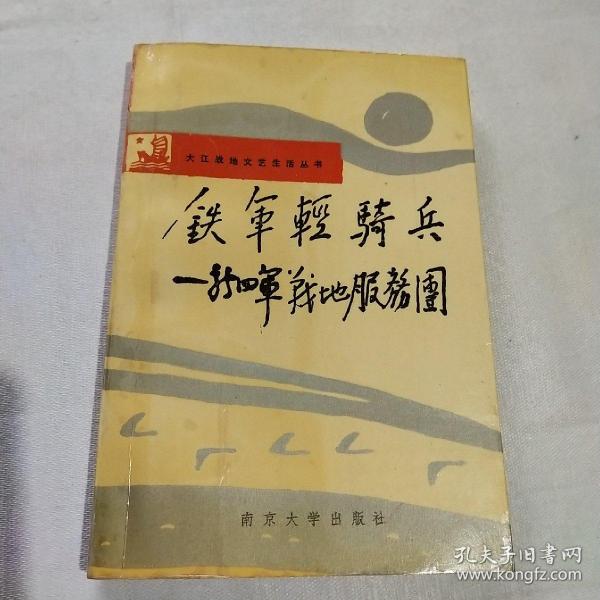 大江战地文艺生活丛书
鉄军輕騎兵
—新四軍戰地服務團
南京大学出版社
孔夫子旧书网
www.kongfz.com